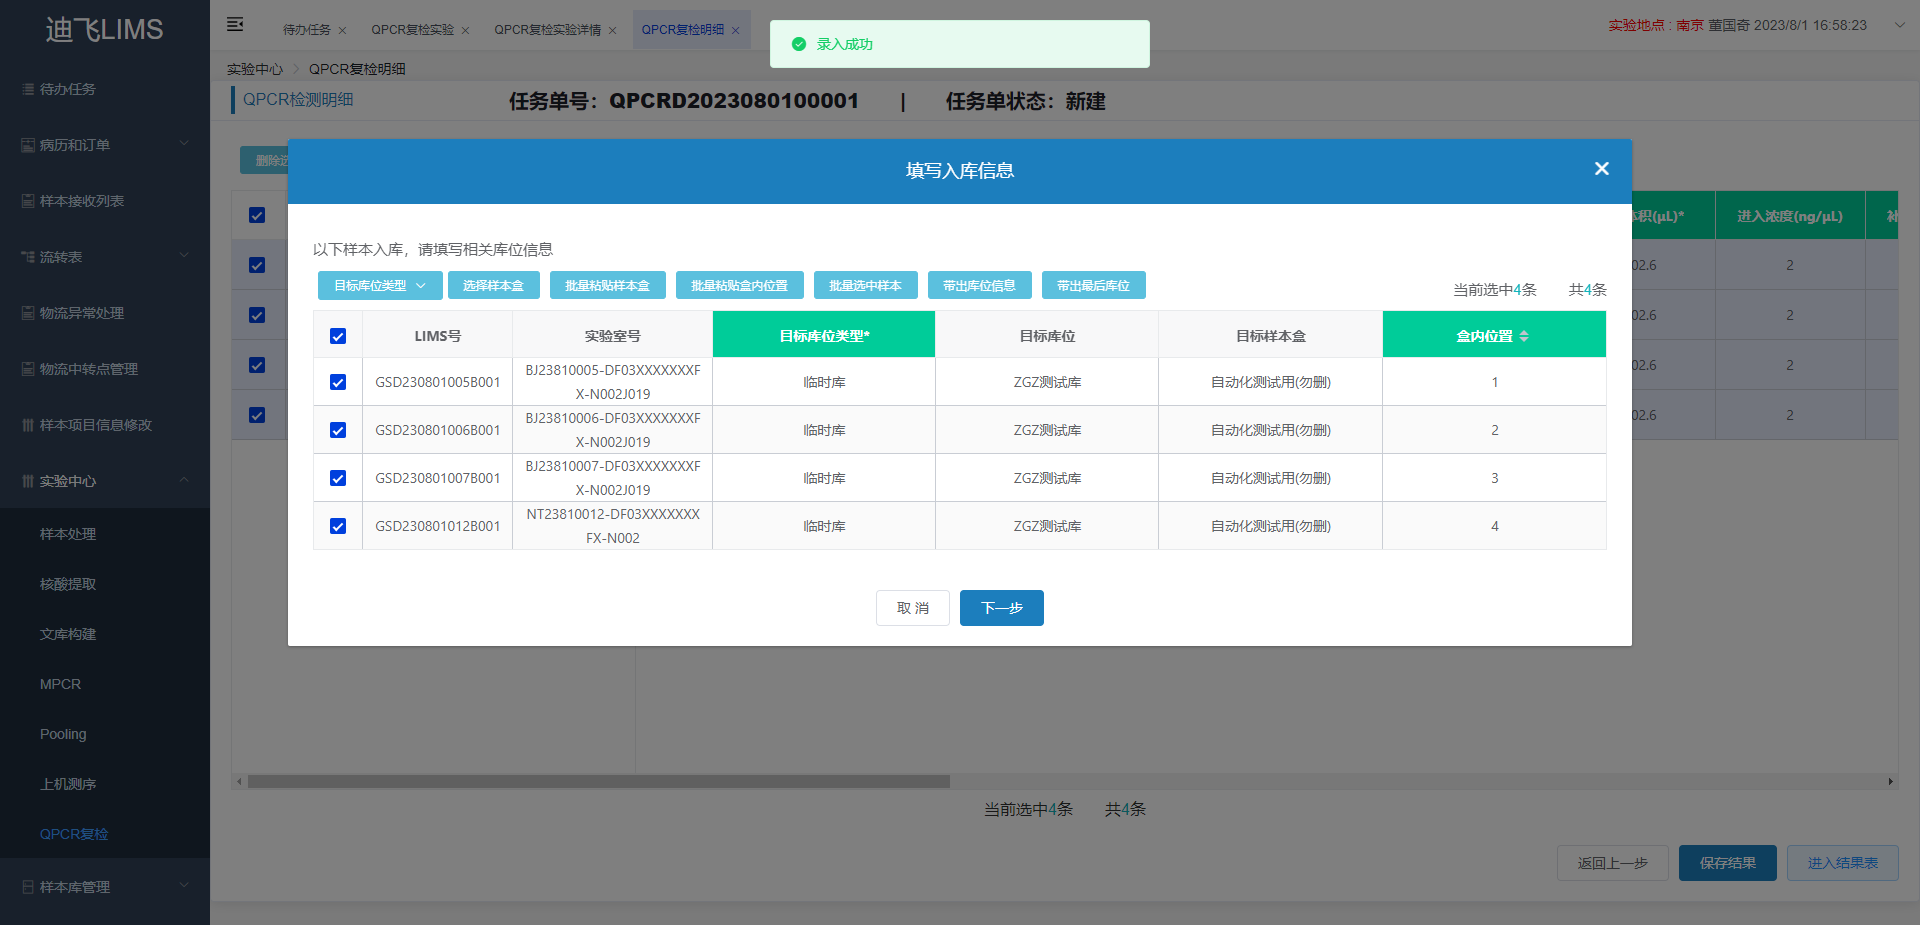 迪飞LIMS
待办任务
病历和订单
样本接收列表
流转表
物流异常处理
物流中转点管理
样本项目信息修改
实验中心
样本处理
核酸提取
文库构建
MPCR
Pooling
上机测序
QPCR复检
样本库管理
待办任务 QPCR复检实验 QPCR复检实验详情 QPCR复检明细
录入成功
实验地点 : 南京 董国奇 2023/8/1 16:58:23
实验中心 QPCR复检明细
QPCR检测明细 任务单号：QPCRD2023080100001 | 任务单状态：新建
填写入库信息
以下样本入库，请填写相关库位信息
目标库位类型 选择样本盒 批量粘贴样本盒 批量粘贴盒内位置 批量选中样本 带出库位信息 带出最后库位
当前选中4条 共4条
LIMS号 实验室号 目标库位类型* 目标库位 目标样本盒 盒内位置
GSD230801005B001 BJ23810005-DF03XXXXXXXF
X-N002J019 临时库 ZGZ测试库 自动化测试用(勿删) 1
GSD230801006B001 BJ23810006-DF03XXXXXXXF
X-N002J019 临时库 ZGZ测试库 自动化测试用(勿删) 2
GSD230801007B001 BJ23810007-DF03XXXXXXXF
X-N002J019 临时库 ZGZ测试库 自动化测试用(勿删) 3
GSD230801012B001 NT23810012-DF03XXXXXXX
FX-N002 临时库 ZGZ测试库 自动化测试用(勿删) 4
取 消 下一步
删除
积(μL)* 进入浓度(ng/μL) 补
02.6 2
02.6 2
02.6 2
02.6 2
当前选中4条 共4条
返回上一步 保存结果 进入结果表